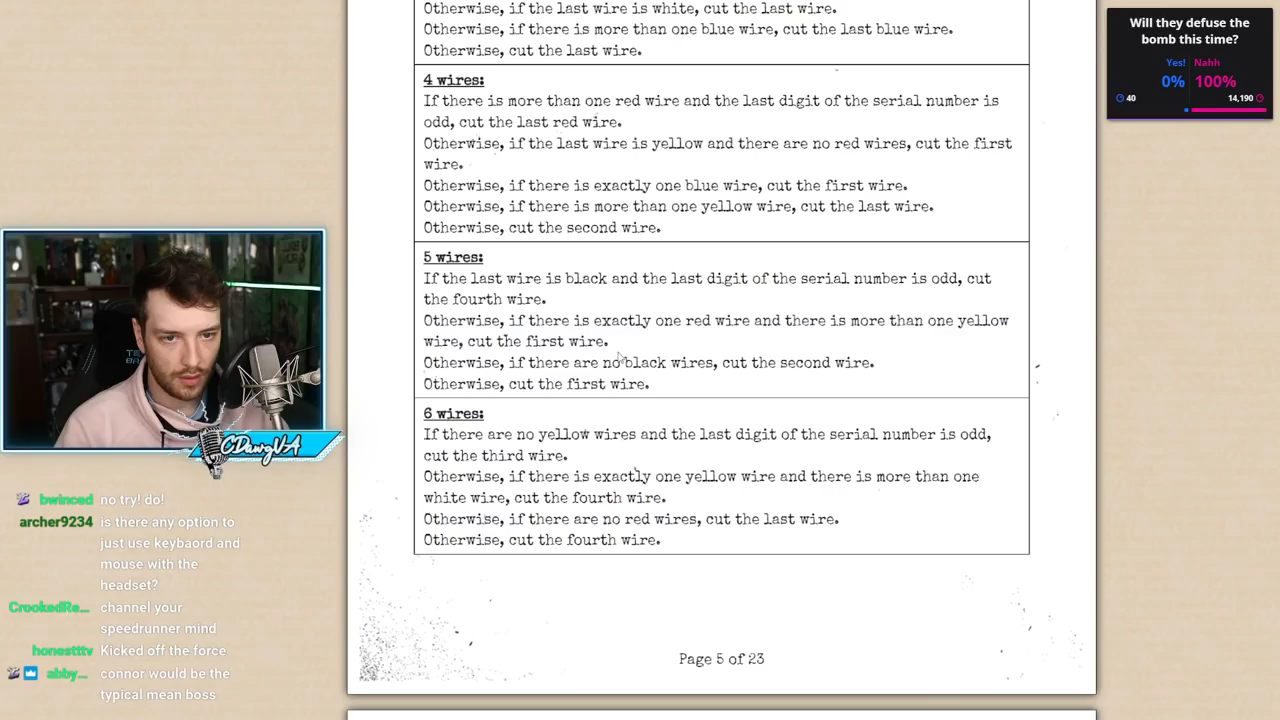 Otherwise, if the last wire is white, cut the last wire.
Otherwise, if there is more than one blue wire, cut the last blue wire.
Otherwise, cut the last wire.
4 wires:
If there is more than one red wire and the last digit of the serial number is
odd, cut the last red wire.
Otherwise, if the last wire is yellow and there are no red wires, cut the first
wire.
Otherwise, if there is exactly one blue wire, cut the first wire.
Otherwise, if there is more than one yellow wire, cut the last wire.
Otherwise, cut the second wire.
5 wires:
If the last wire is black and the last digit of the serial number is odd, cut
the fourth wire.
Otherwise, if there is exactly one red wire and there is more than one yellow
wire, cut the first wire.
Otherwise, if there are no black wires, cut the second wire.
Otherwise, cut the first wire.
6 wires:
If there are no yellow wires and the last digit of the serial number is odd,
cut the third wire.
Otherwise, if there is exactly one yellow wire and there is more than one
white wire, cut the fourth wire.
Otherwise, if there are no red wires, cut the last wire.
Otherwise, cut the fourth wire.
Page 5 of 23
Will they defuse the
bomb this time?
Yes! Nahh
0% 100%
40 14,190
CDawgVA
bwinced no try! do!
archer9234 is there any option to
just use keybaord and
mouse with the
headset?
CrookedRe... channel your
speedrunner mind
honestttv Kicked off the force
abby... connor would be the
typical mean boss